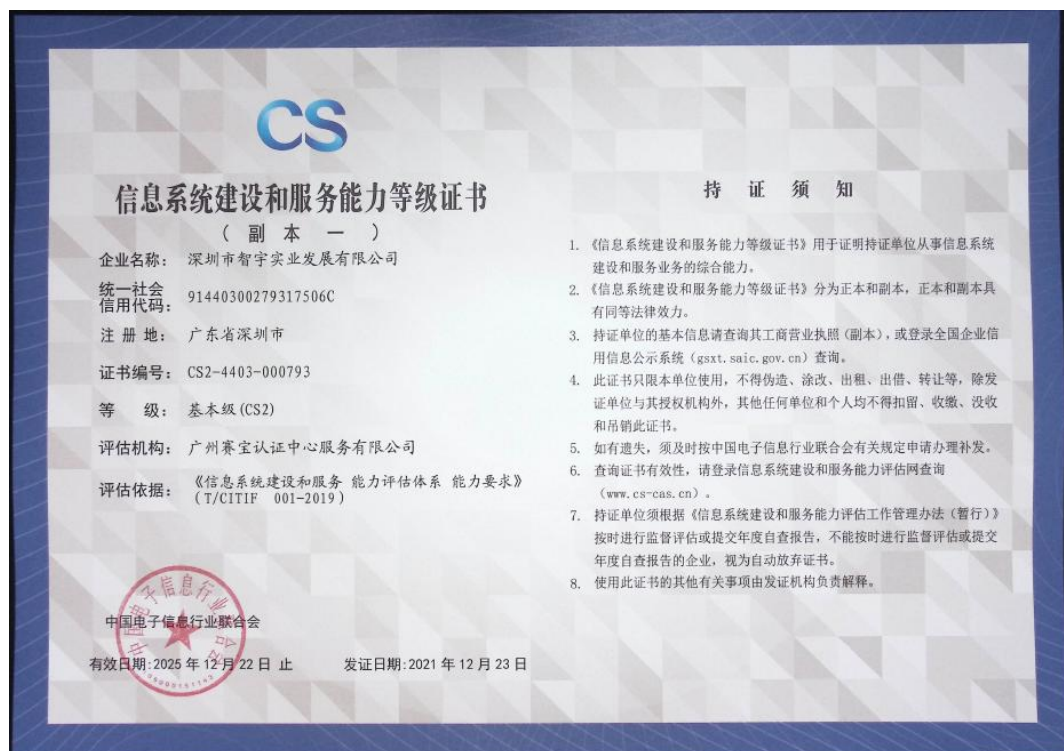 CS
信息系统建设和服务能力等级证书
（副本一）
企业名称： 深圳市智宇实业发展有限公司
统一社会
信用代码： 91440300279317506C
注 册 地： 广东省深圳市
证书编号： CS2-4403-000793
等 级： 基本级(CS2)
评估机构： 广州赛宝认证中心服务有限公司
评估依据： 《信息系统建设和服务 能力评估体系 能力要求》
(T/CITIF 001-2019)
中国电子信息行业联合会
中国电子信息行业联合会
有效日期:2025 年 12 月 22 日 止 发证日期:2021 年 12 月 23 日
持 证 须 知
1. 《信息系统建设和服务能力等级证书》用于证明持证单位从事信息系统
建设和服务业务的综合能力。
2. 《信息系统建设和服务能力等级证书》分为正本和副本，正本和副本具
有同等法律效力。
3. 持证单位的基本信息请查询其工商营业执照（副本），或登录全国企业信
用信息公示系统（gsxt.saic.gov.cn）查询。
4. 此证书只限本单位使用，不得伪造、涂改、出租、出借、转让等，除发
证单位与其授权机构外，其他任何单位和个人均不得扣留、收缴、没收
和吊销此证书。
5. 如有遗失，须及时按中国电子信息行业联合会有关规定申请办理补发。
6. 查询证书有效性，请登录信息系统建设和服务能力评估网查询
（www.cs-cas.cn）。
7. 持证单位须根据《信息系统建设和服务能力评估工作管理办法（暂行）》
按时进行监督评估或提交年度自查报告，不能按时进行监督评估或提交
年度自查报告的企业，视为自动放弃证书。
8. 使用此证书的其他有关事项由发证机构负责解释。